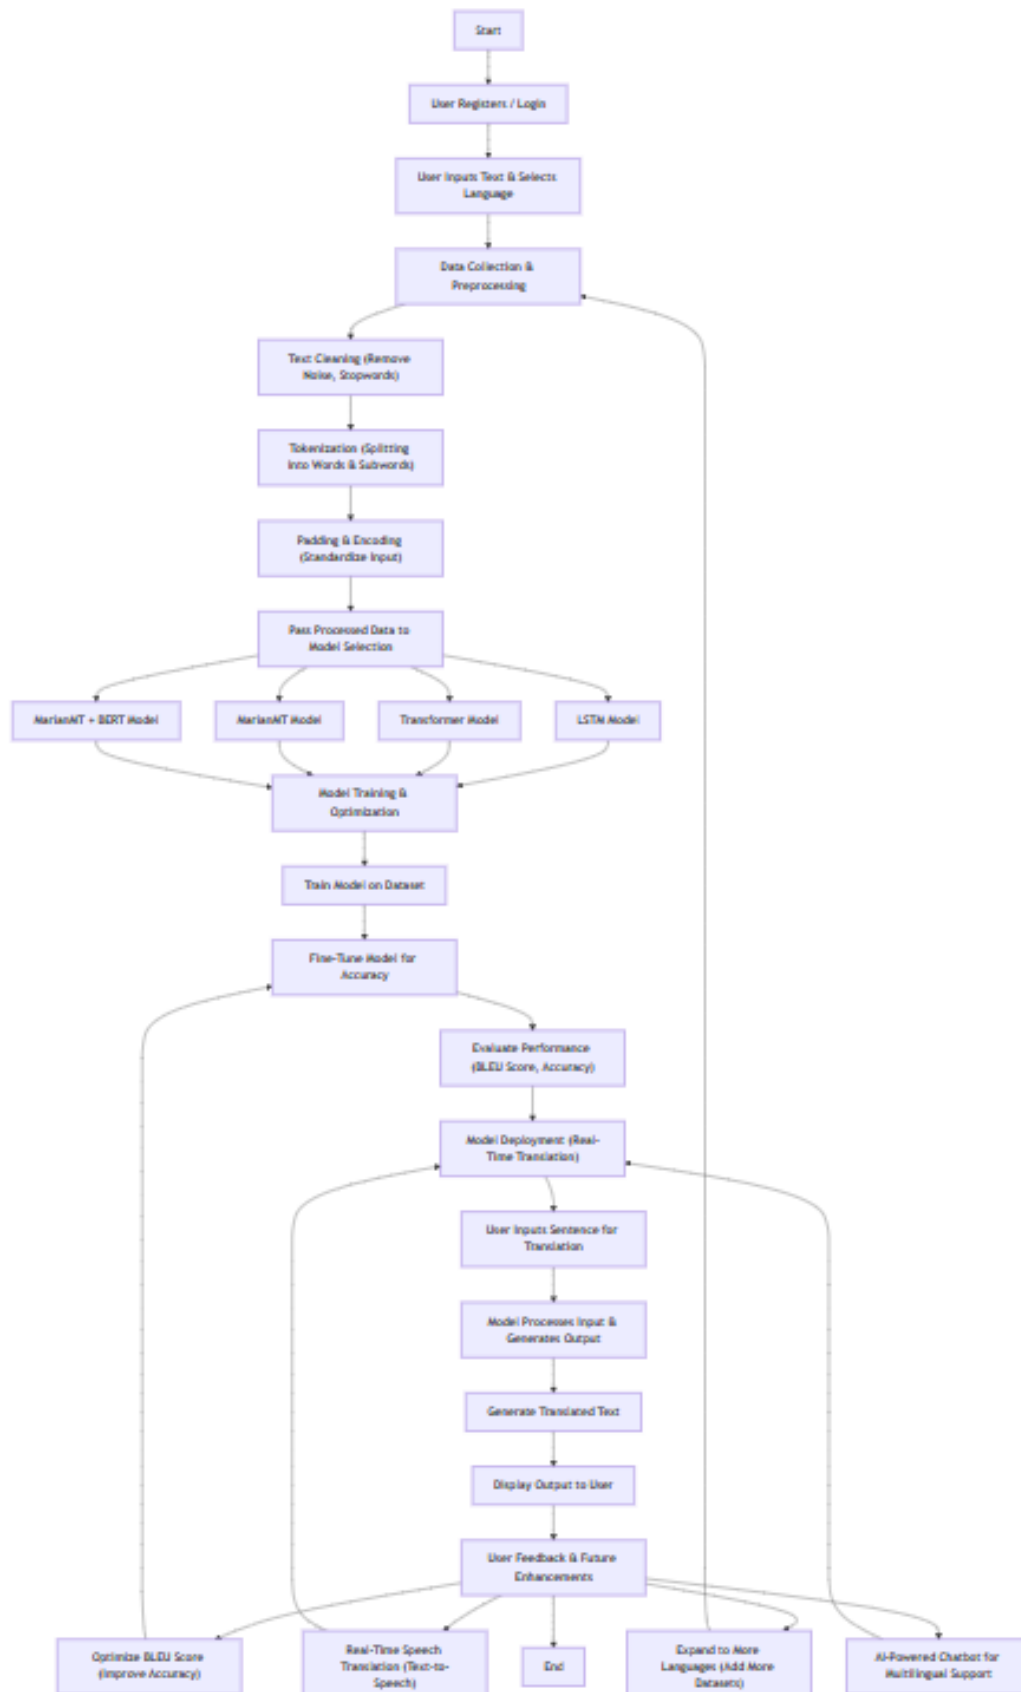 Start
User Registers / Login
User Inputs Text & Selects
Language
Data Collection &
Preprocessing
Text Cleaning (Remove
Noise, Stopwords)
Tokenization (Splitting
Into Words & Subwords)
Padding & Encoding
(Standardize Input)
Pass Processed Data to
Model Selection
MarianMT + BERT Model
MarianMT Model
Transformer Model
LSTM Model
Model Training &
Optimization
Train Model on Dataset
Fine-Tune Model for
Accuracy
Evaluate Performance
(BLEU Score, Accuracy)
Model Deployment (Real-
Time Translation)
User Inputs Sentence for
Translation
Model Processes Input &
Generates Output
Generate Translated Text
Display Output to User
User Feedback & Future
Enhancements
Optimize BLEU Score
(Improve Accuracy)
Real-Time Speech
Translation (Text-to-
Speech)
End
Expand to More
Languages (Add More
Datasets)
AI-Powered Chatbot for
Multilingual Support